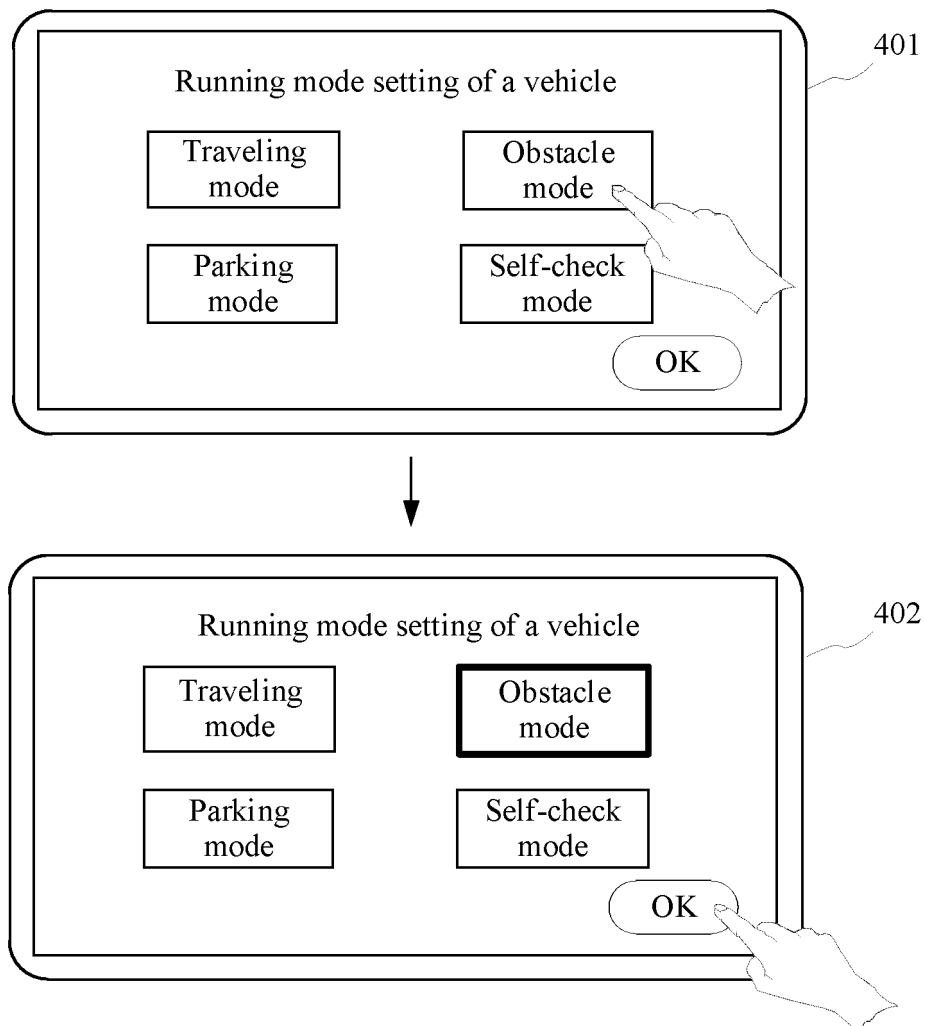 401
Running mode setting of a vehicle
Traveling
mode
Obstacle
mode
Parking
mode
Self-check
mode
OK
402
Running mode setting of a vehicle
Traveling
mode
Obstacle
mode
Parking
mode
Self-check
mode
OK